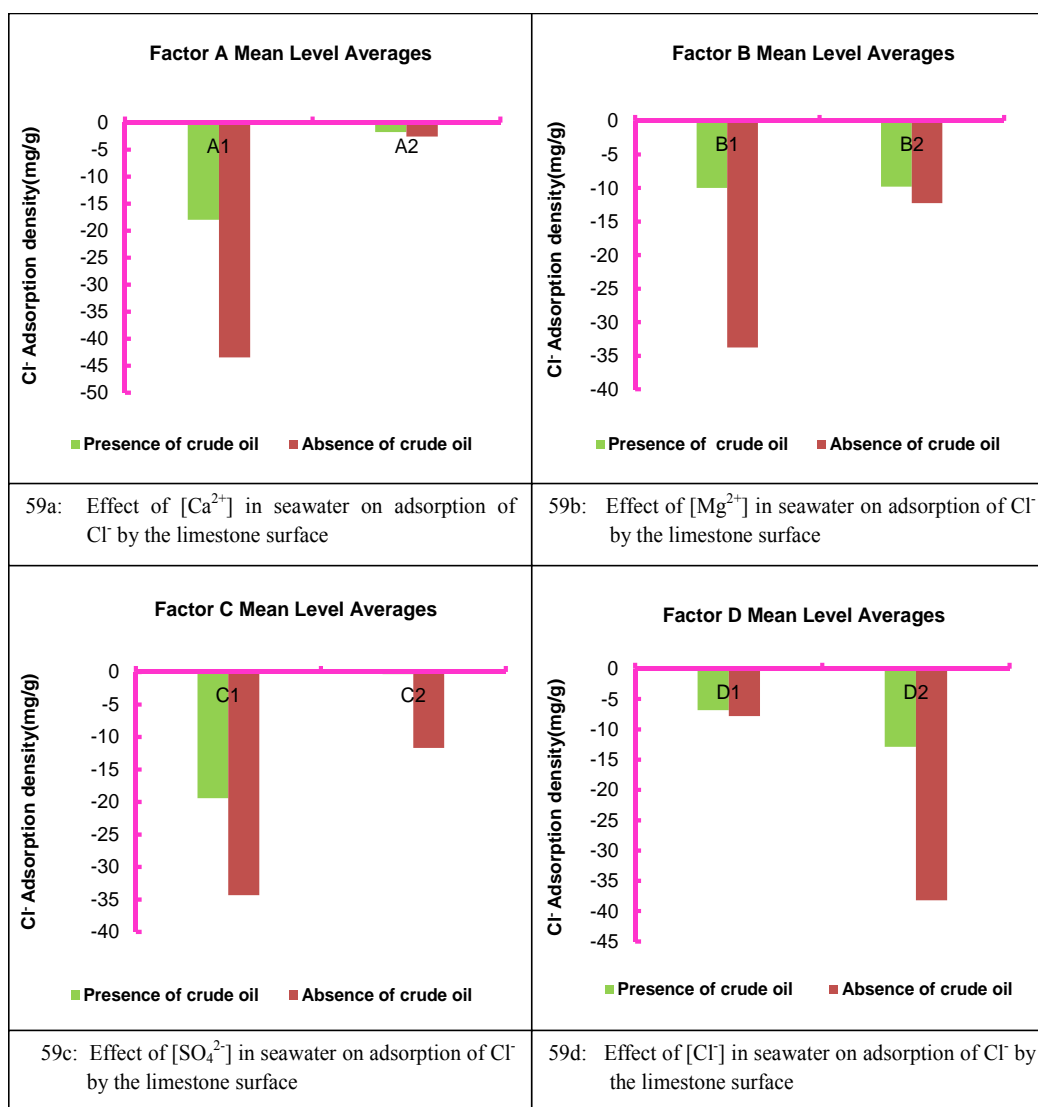 Factor A Mean Level Averages
Cl⁻ Adsorption density(mg/g)
0
-5
-10
-15
-20
-25
-30
-35
-40
-45
-50
A1
A2
Presence of crude oil
Absence of crude oil
59a: Effect of [Ca²⁺] in seawater on adsorption of
Cl⁻ by the limestone surface
Factor B Mean Level Averages
Cl⁻ Adsorption density(mg/g)
0
-5
-10
-15
-20
-25
-30
-35
-40
B1
B2
Presence of crude oil
Absence of crude oil
59b: Effect of [Mg²⁺] in seawater on adsorption of Cl⁻
by the limestone surface
Factor C Mean Level Averages
Cl⁻ Adsorption density(mg/g)
0
-5
-10
-15
-20
-25
-30
-35
-40
C1
C2
Presence of crude oil
Absence of crude oil
59c: Effect of [SO₄²⁻] in seawater on adsorption of Cl⁻
by the limestone surface
Factor D Mean Level Averages
Cl⁻ Adsorption density(mg/g)
0
-5
-10
-15
-20
-25
-30
-35
-40
-45
D1
D2
Presence of crude oil
Absence of crude oil
59d: Effect of [Cl⁻] in seawater on adsorption of Cl⁻ by
the limestone surface